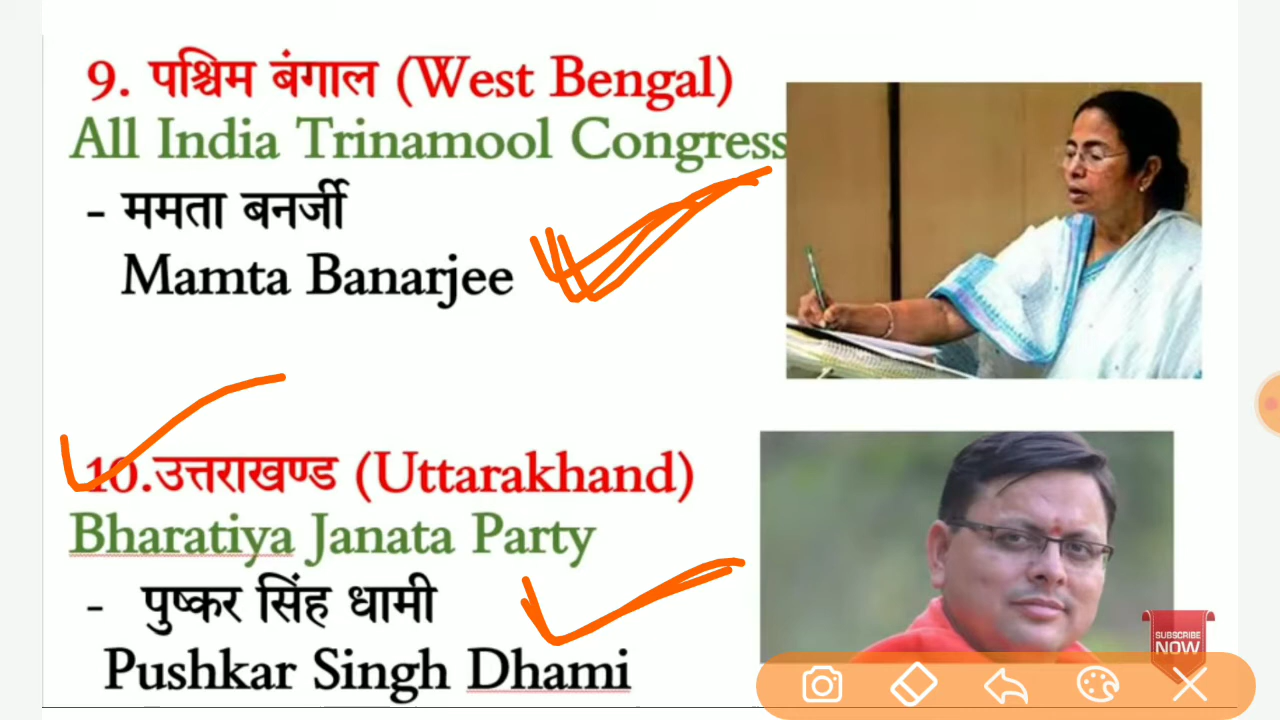 9. पश्चिम बंगाल (West Bengal)
All India Trinamool Congress
- ममता बनर्जी
Mamta Banarjee
10.उत्तराखण्ड (Uttarakhand)
Bharatiya Janata Party
- पुष्कर सिंह धामी
Pushkar Singh Dhami
SUBSCRIBE
NOW